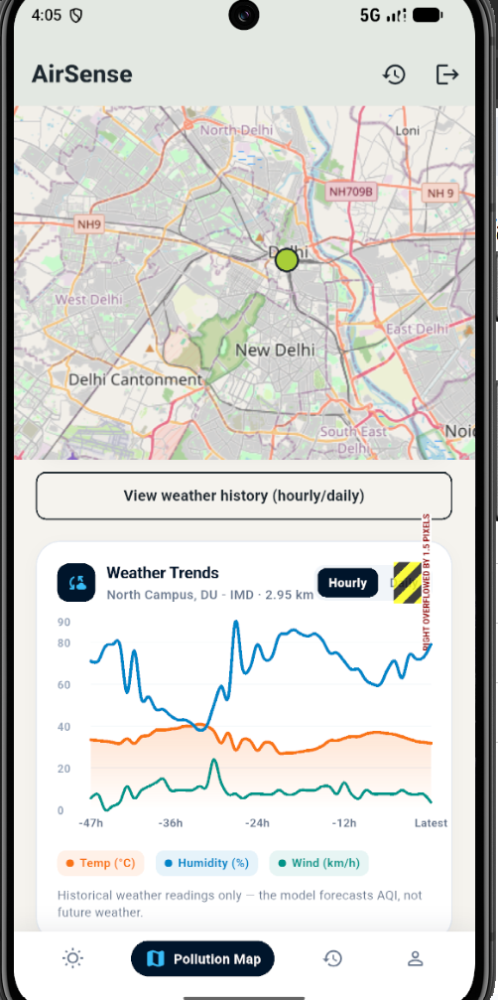 4:05
5G
AirSense
North Delhi
Loni
NH709B
NH 9
NH9
Delhi
West Delhi
East Delhi
New Delhi
Delhi Cantonment
South East
Delhi
View weather history (hourly/daily)
RIGHT OVERFLOWED BY 1.5 PIXELS
Weather Trends
Hourly
North Campus, DU - IMD · 2.95 km
90
80
60
40
20
0
-47h
-36h
-24h
-12h
Latest
Temp (°C)
Humidity (%)
Wind (km/h)
Historical weather readings only — the model forecasts AQI, not
future weather.
Pollution Map